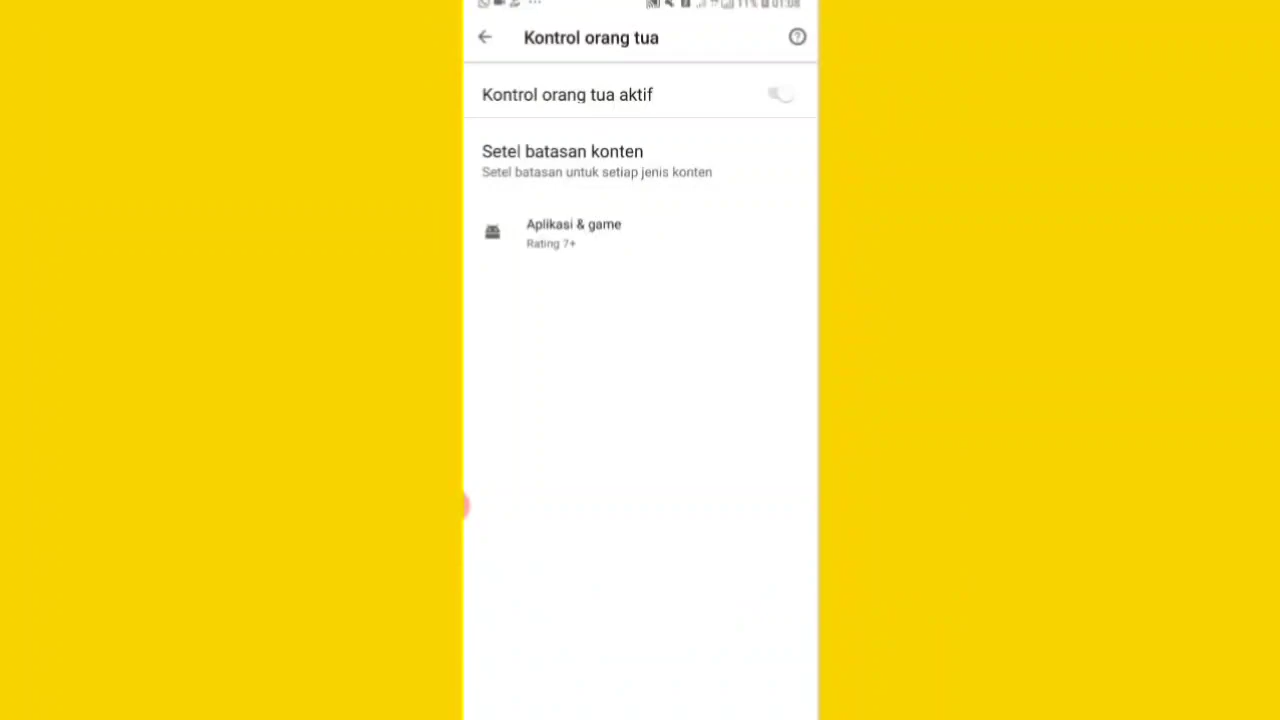 Kontrol orang tua
Kontrol orang tua aktif
Setel batasan konten
Setel batasan untuk setiap jenis konten
Aplikasi & game
Rating 7+